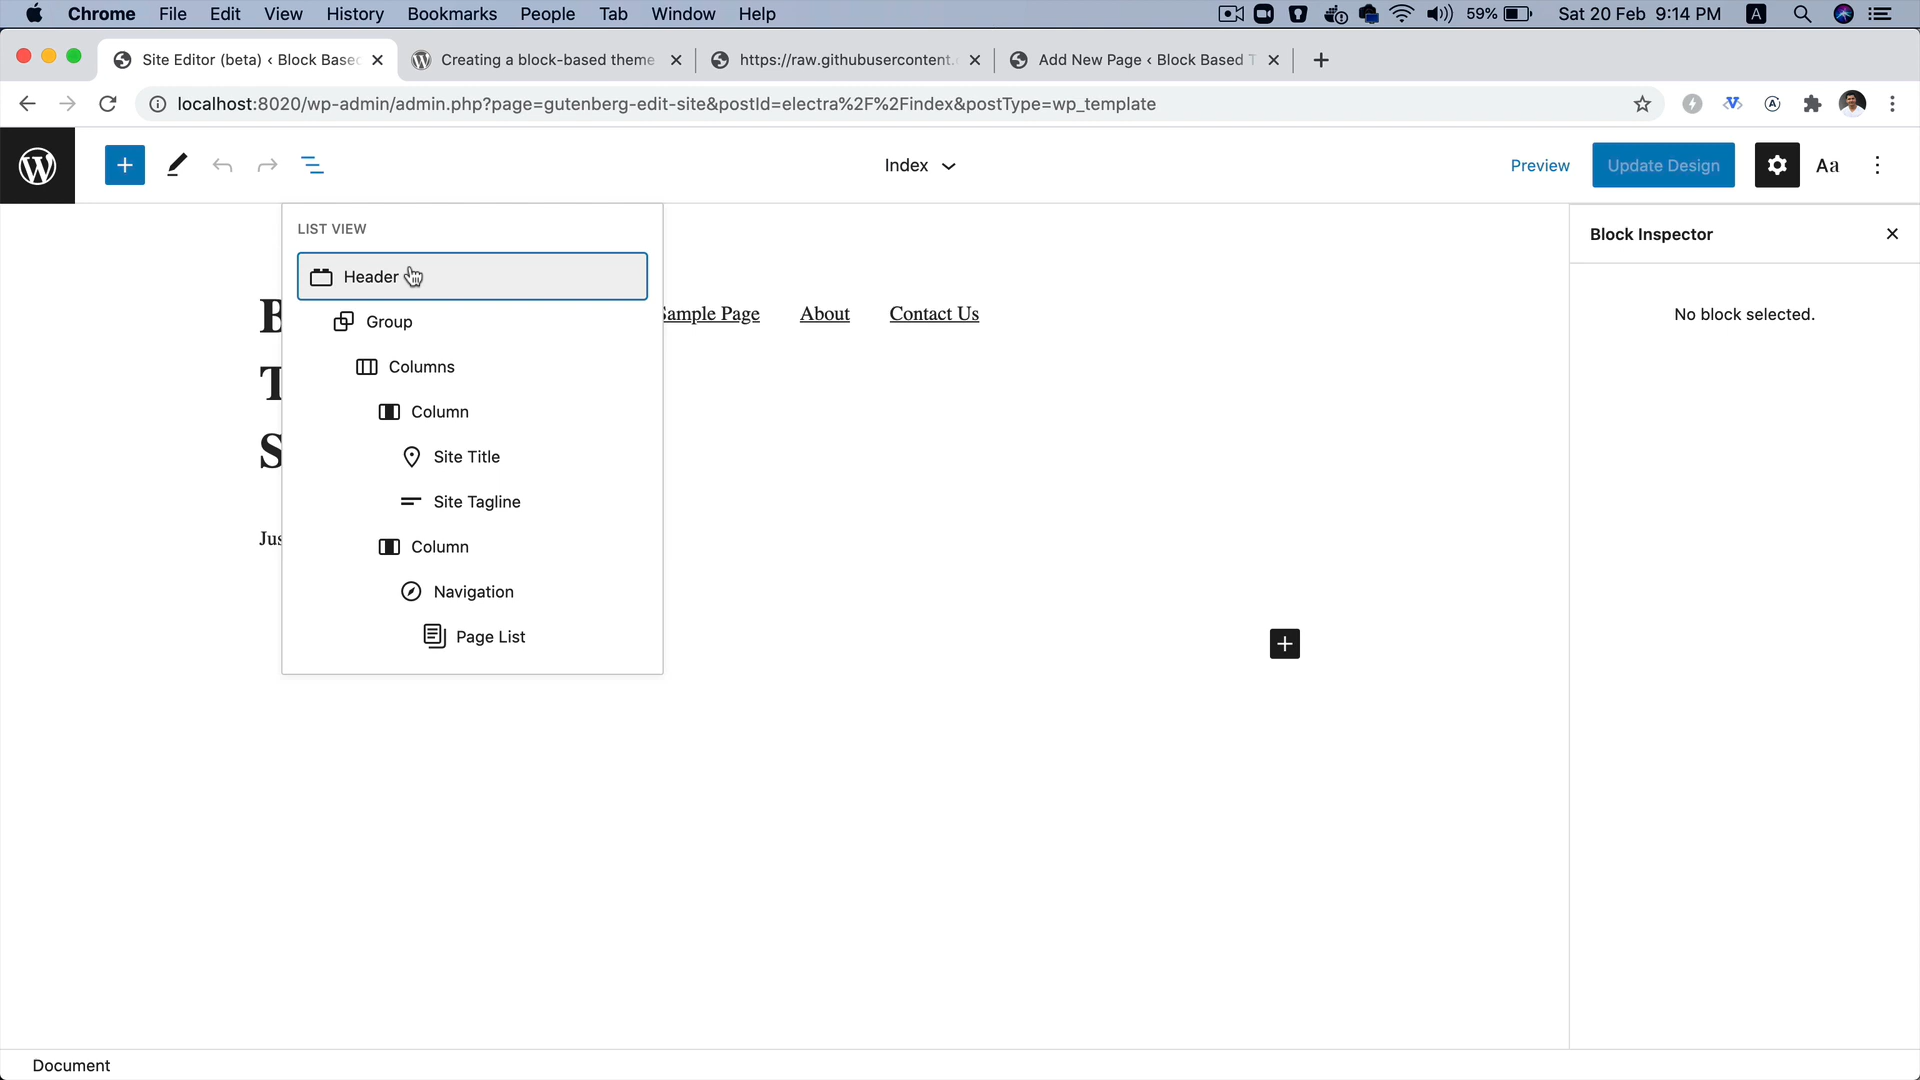 Chrome File Edit View History Bookmarks People Tab Window Help 59% Sat 20 Feb 9:14 PM A
Site Editor (beta) ‹ Block Base Creating a block-based theme https://raw.githubusercontent. Add New Page ‹ Block Based T
localhost:8020/wp-admin/admin.php?page=gutenberg-edit-site&postId=electra%2F%2Findex&postType=wp_template
Index Preview Update Design Aa
LIST VIEW
Block Inspector
Header
No block selected.
B Sample Page About Contact Us
Group
Columns
T
Column
S Site Title
Site Tagline
Jus
Column
Navigation
Page List
Document